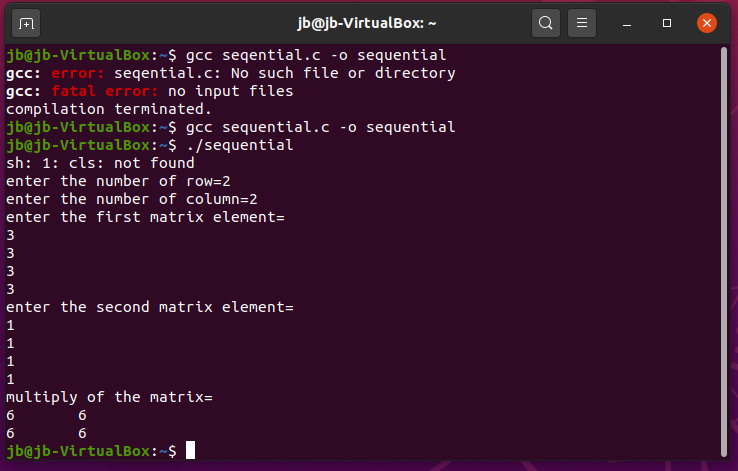 jb@jb-VirtualBox: ~
jb@jb-VirtualBox:~$ gcc seqential.c -o sequential
gcc: error: seqential.c: No such file or directory
gcc: fatal error: no input files
compilation terminated.
jb@jb-VirtualBox:~$ gcc sequential.c -o sequential
jb@jb-VirtualBox:~$ ./sequential
sh: 1: cls: not found
enter the number of row=2
enter the number of column=2
enter the first matrix element=
3
3
3
3
enter the second matrix element=
1
1
1
1
multiply of the matrix=
6	6
6	6
jb@jb-VirtualBox:~$